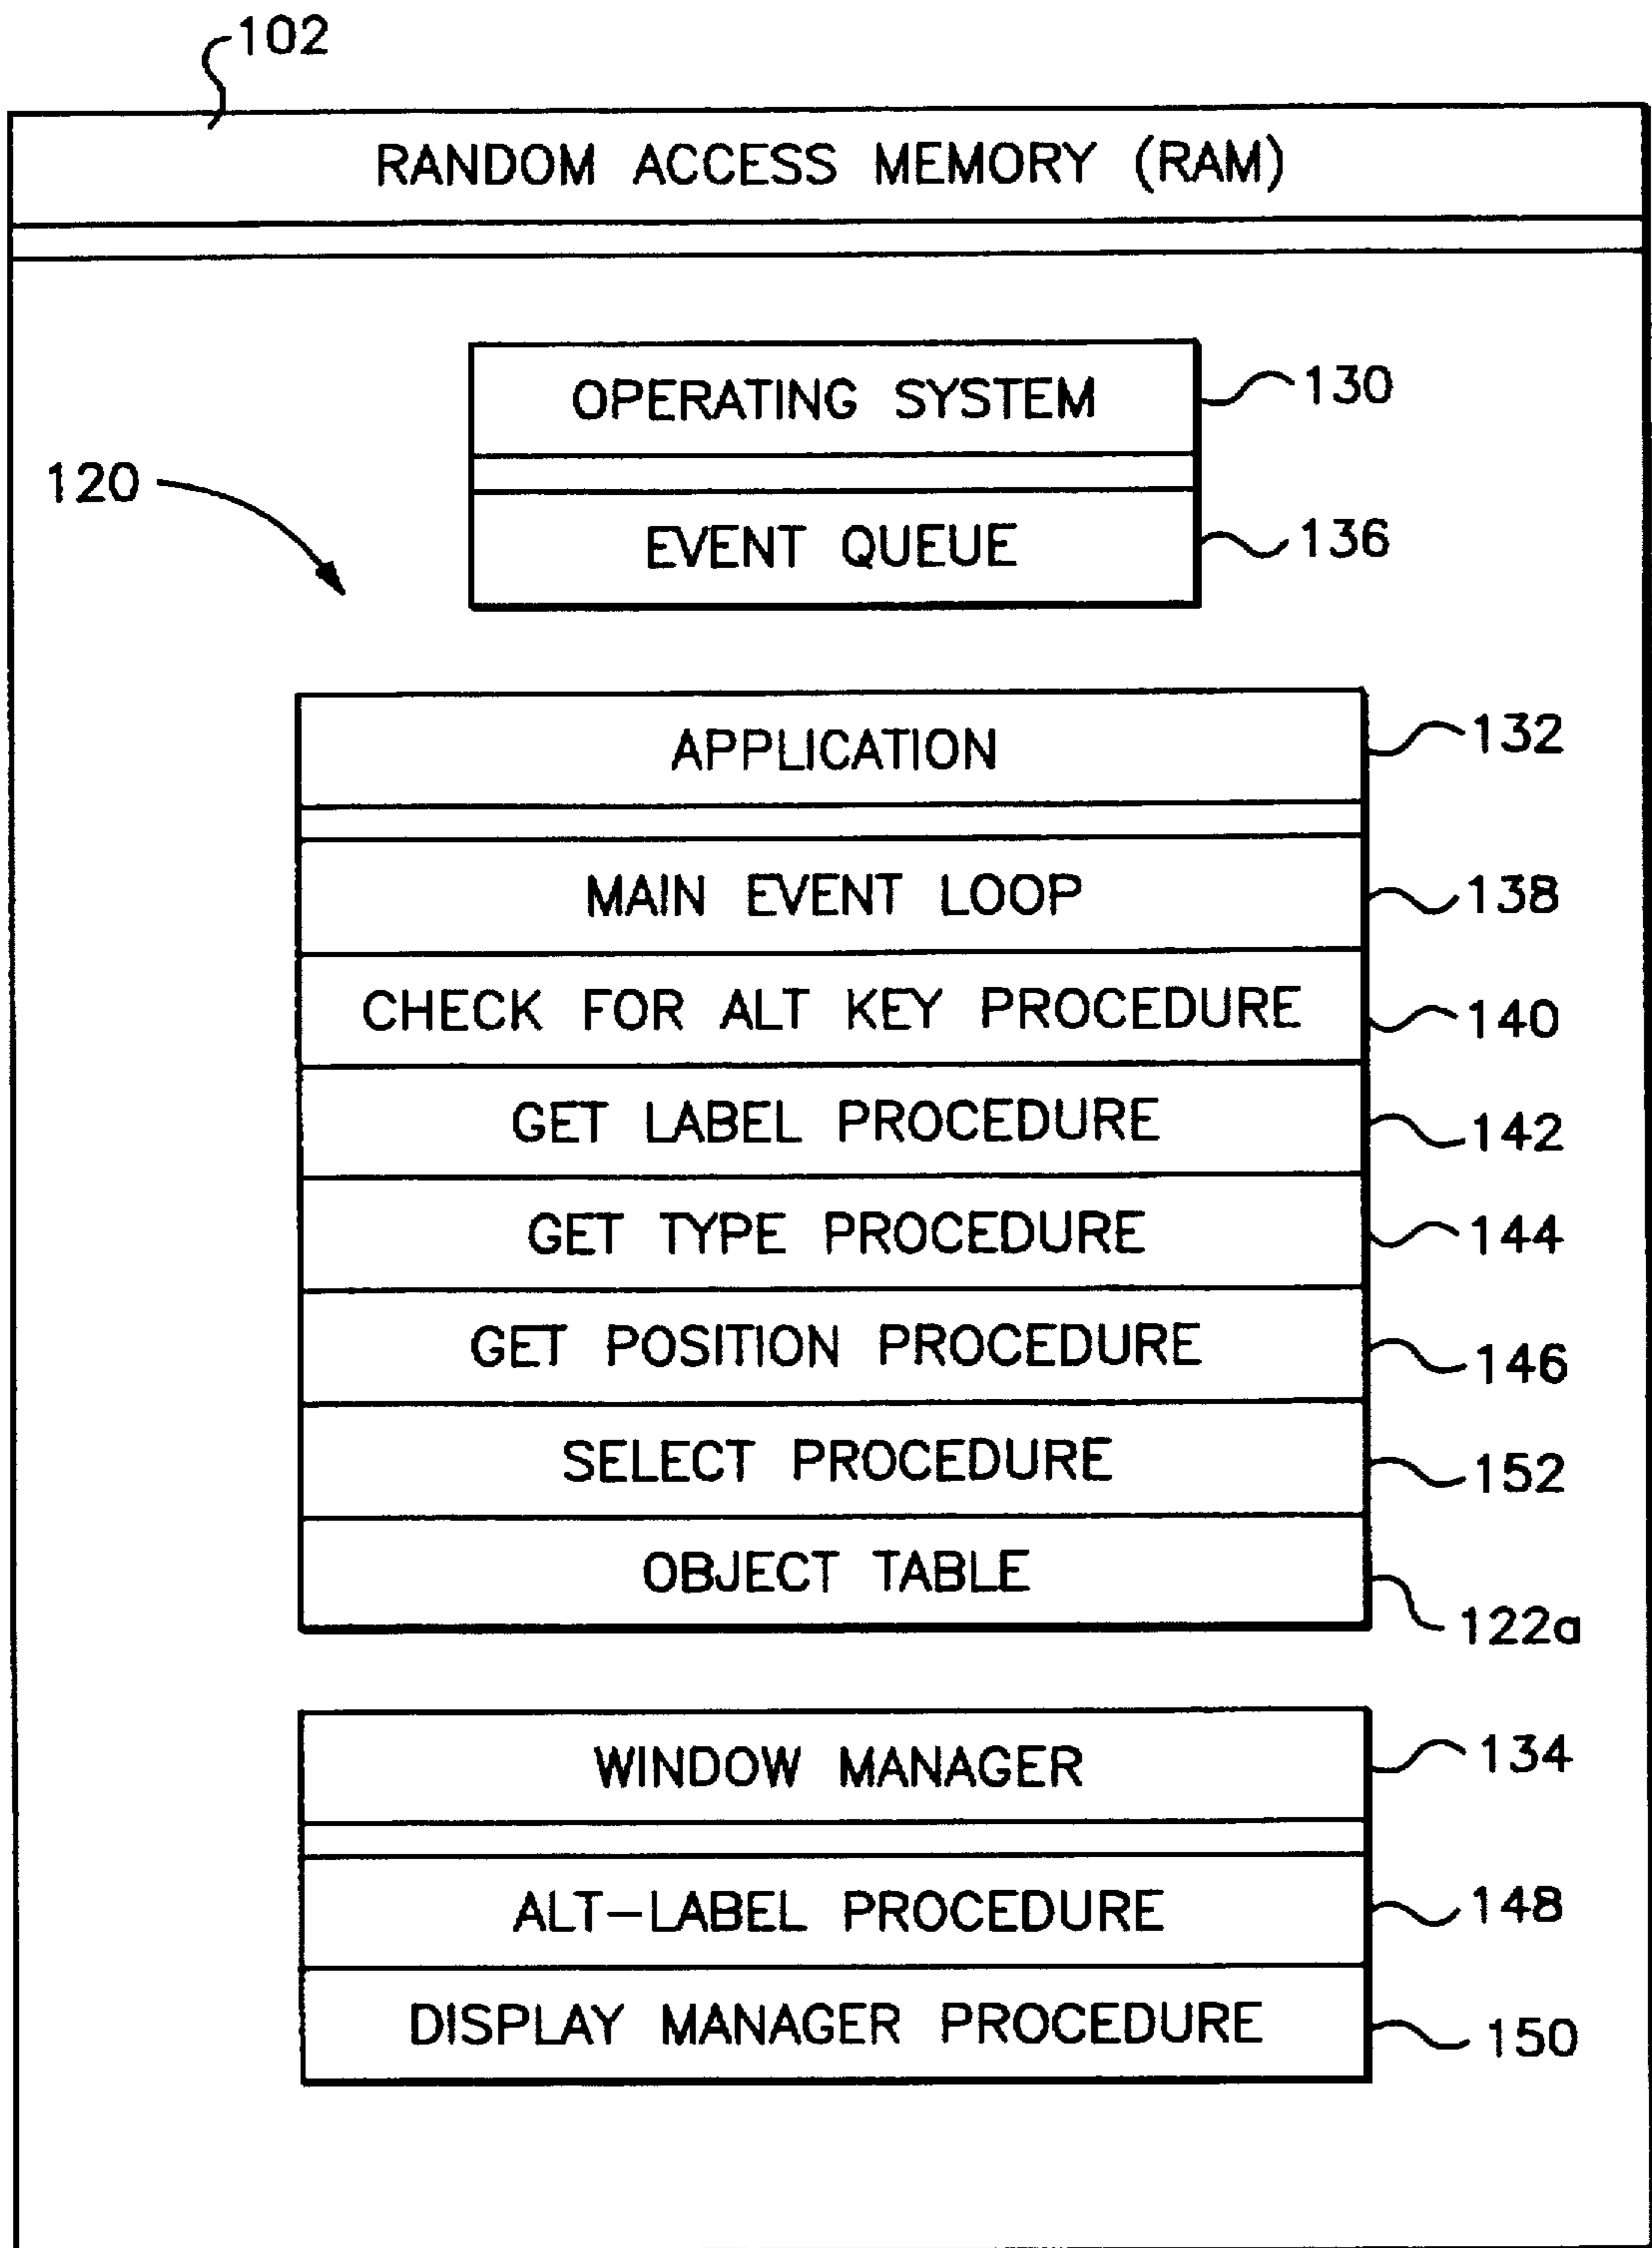 102
RANDOM ACCESS MEMORY (RAM)
OPERATING SYSTEM 130
120
EVENT QUEUE 136
APPLICATION 132
MAIN EVENT LOOP 138
CHECK FOR ALT KEY PROCEDURE 140
GET LABEL PROCEDURE 142
GET TYPE PROCEDURE 144
GET POSITION PROCEDURE 146
SELECT PROCEDURE 152
OBJECT TABLE 122a
WINDOW MANAGER 134
ALT-LABEL PROCEDURE 148
DISPLAY MANAGER PROCEDURE 150